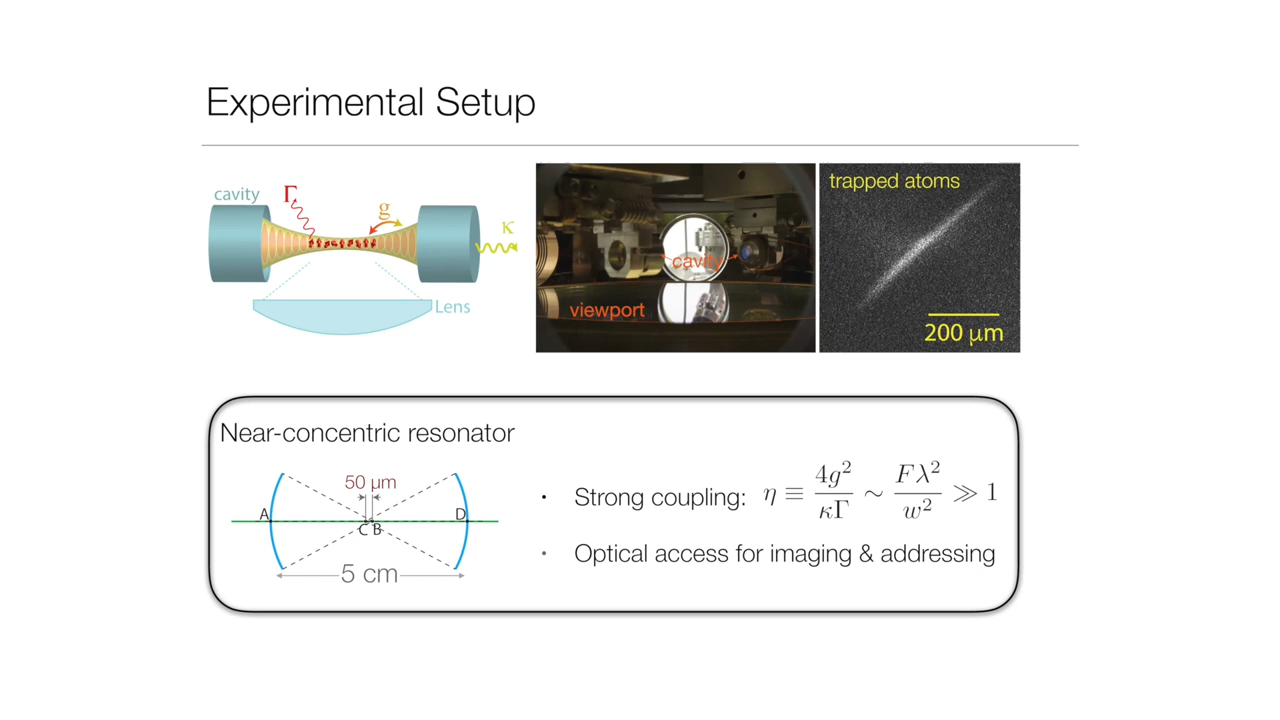 Experimental Setup
cavity
Γ
g
κ
Lens
cavity
viewport
trapped atoms
200 μm
Near-concentric resonator
50 μm
A
C B
D
5 cm
· Strong coupling: η ≡ 4g²/κΓ ∼ Fλ²/w² ≫ 1
· Optical access for imaging & addressing